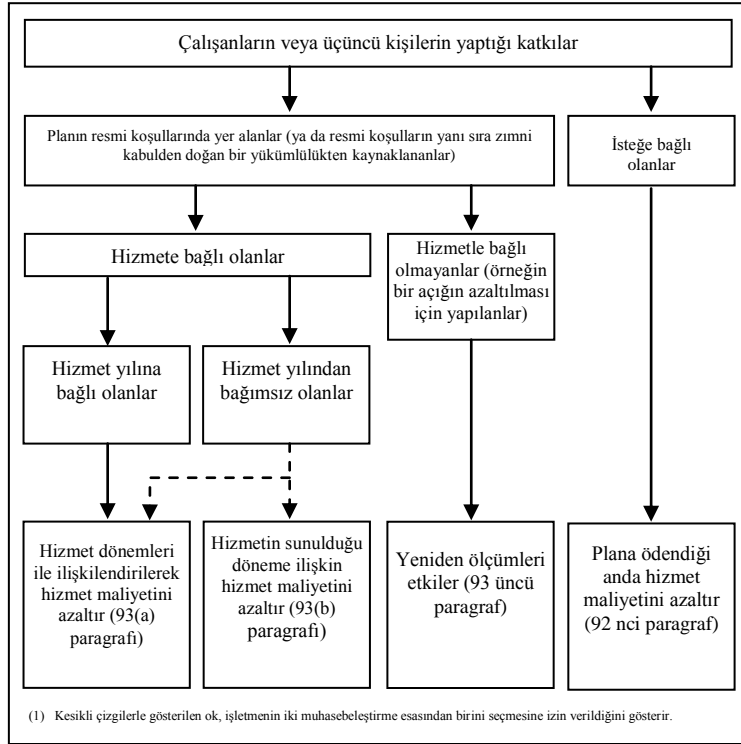 Çalışanların veya üçüncü kişilerin yaptığı katkılar
Planın resmi koşullarında yer alanlar (ya da resmi koşulların yanı sıra zımni
kabulden doğan bir yükümlülükten kaynaklananlar)
İsteğe bağlı
olanlar
Hizmete bağlı olanlar
Hizmetle bağlı
olmayanlar (örneğin
bir açığın azaltılması
için yapılanlar)
Hizmet yılına
bağlı olanlar
Hizmet yılından
bağımsız olanlar
Hizmet dönemleri
ile ilişkilendirilerek
hizmet maliyetini
azaltır (93(a)
paragrafı)
Hizmetin sunulduğu
döneme ilişkin
hizmet maliyetini
azaltır (93(b)
paragrafı)
Yeniden ölçümleri
etkiler (93 üncü
paragraf)
Plana ödendiği
anda hizmet
maliyetini azaltır
(92 nci paragraf)
(1) Kesikli çizgilerle gösterilen ok, işletmenin iki muhasebeleştirme esasından birini seçmesine izin verildiğini gösterir.